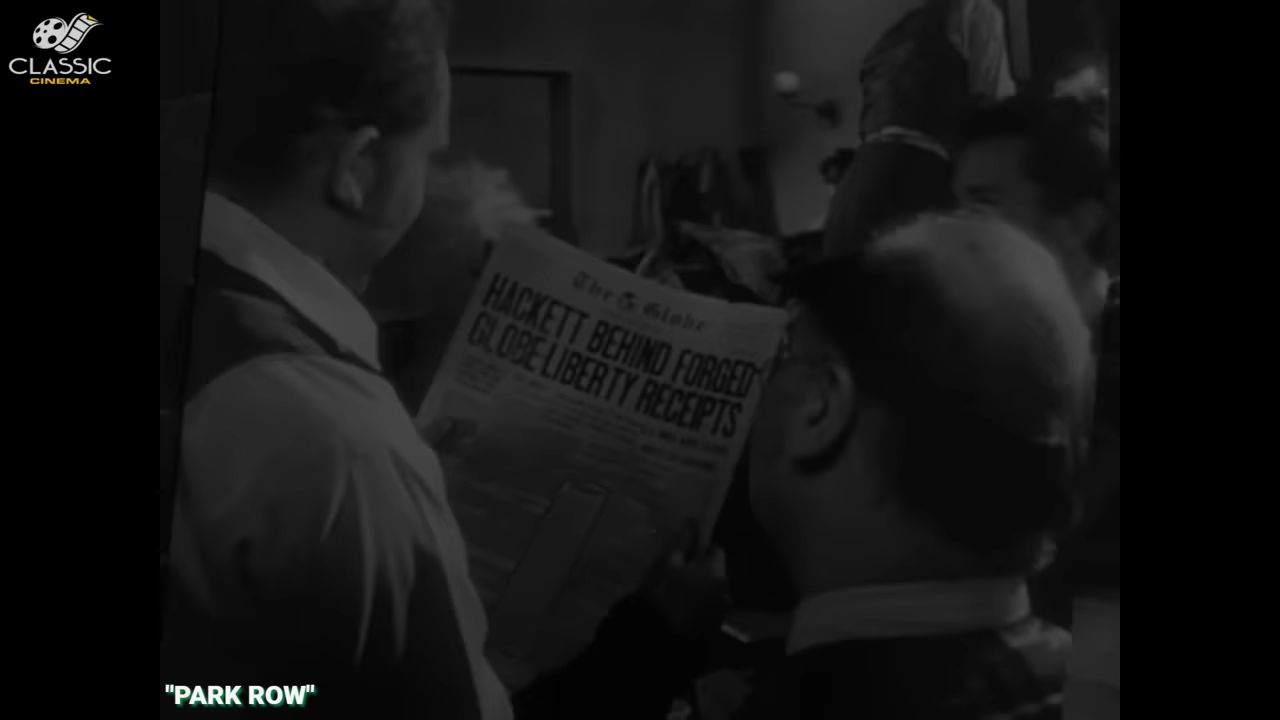 CLASSIC
CINEMA
The Globe
HACKETT BEHIND FORGED
GLOBE-LIBERTY RECEIPTS
"PARK ROW"